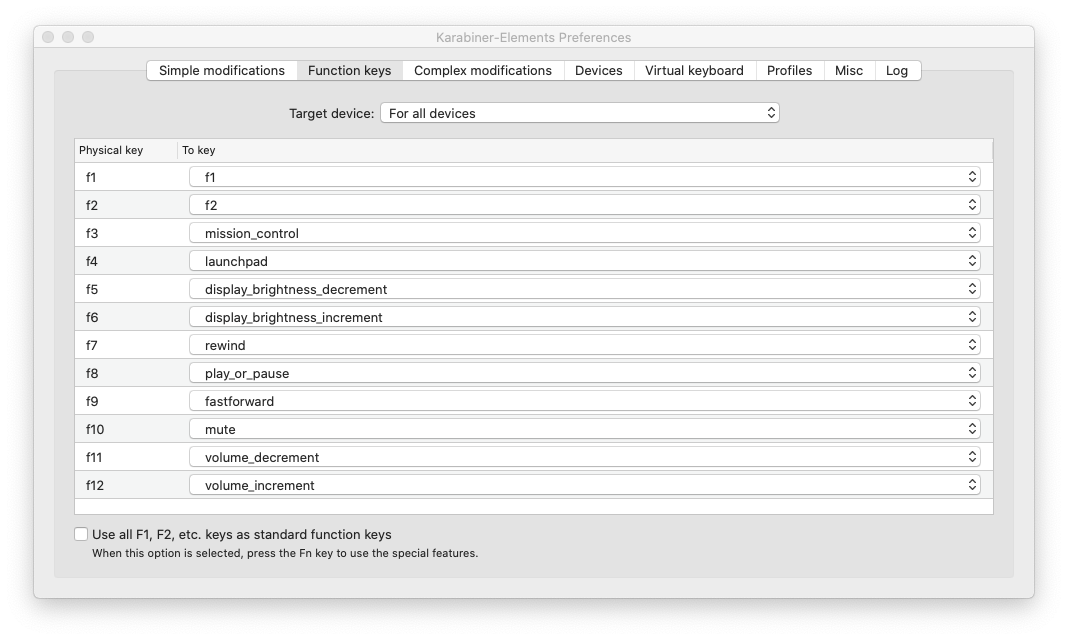 Karabiner-Elements Preferences
Simple modifications Function keys Complex modifications Devices Virtual keyboard Profiles Misc Log
Target device: For all devices
Physical key To key
f1 f1
f2 f2
f3 mission_control
f4 launchpad
f5 display_brightness_decrement
f6 display_brightness_increment
f7 rewind
f8 play_or_pause
f9 fastforward
f10 mute
f11 volume_decrement
f12 volume_increment
Use all F1, F2, etc. keys as standard function keys
When this option is selected, press the Fn key to use the special features.